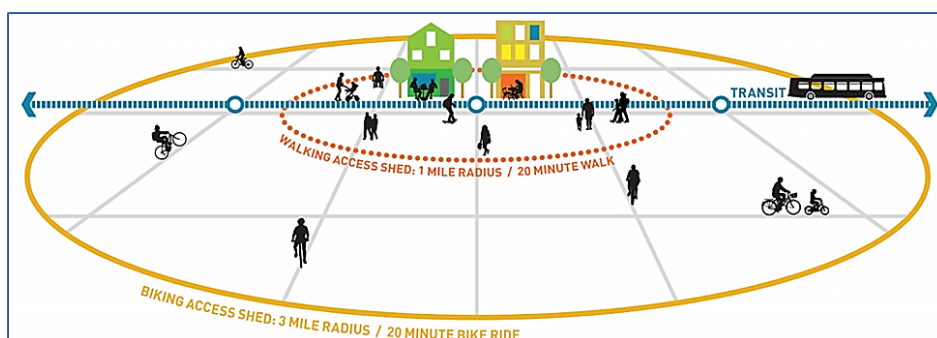 TRANSIT
WALKING ACCESS SHED: 1 MILE RADIUS / 20 MINUTE WALK
BIKING ACCESS SHED: 3 MILE RADIUS / 20 MINUTE BIKE RIDE